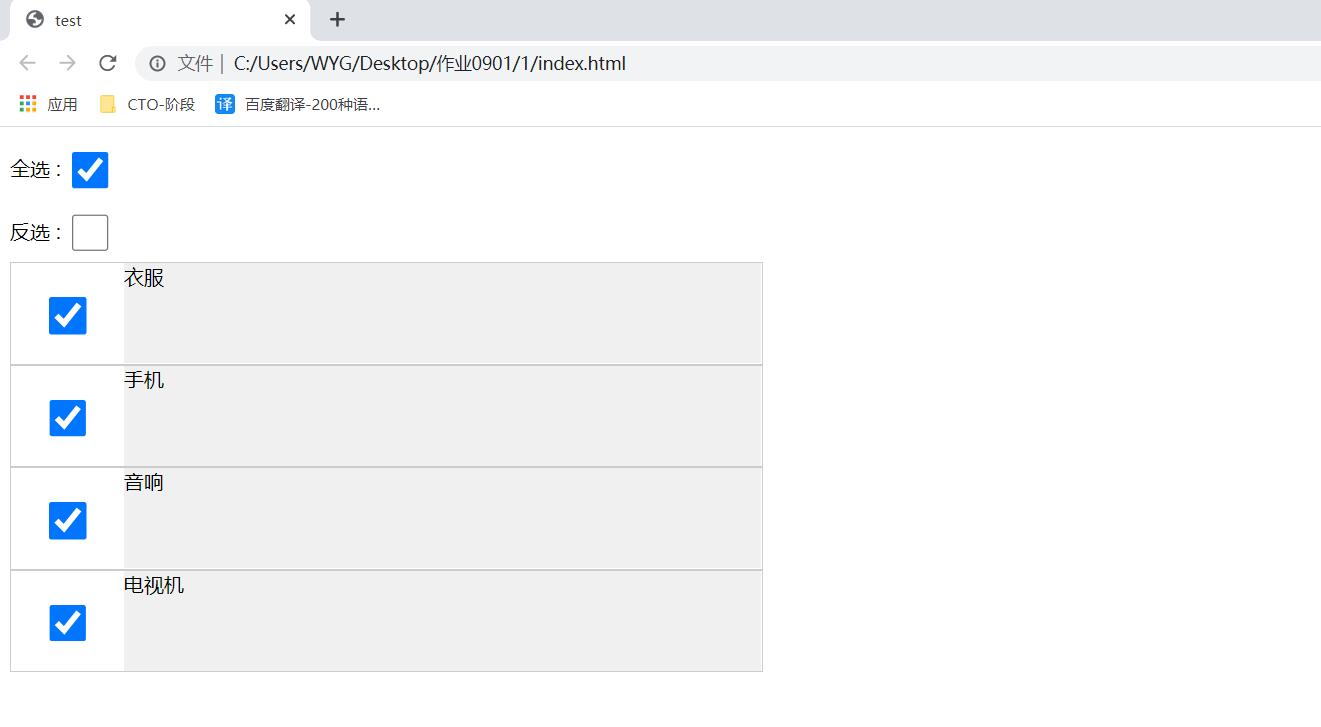 test
文件 | C:/Users/WYG/Desktop/作业0901/1/index.html
应用 CTO-阶段 译 百度翻译-200种语...
全选：
反选：
衣服
手机
音响
电视机